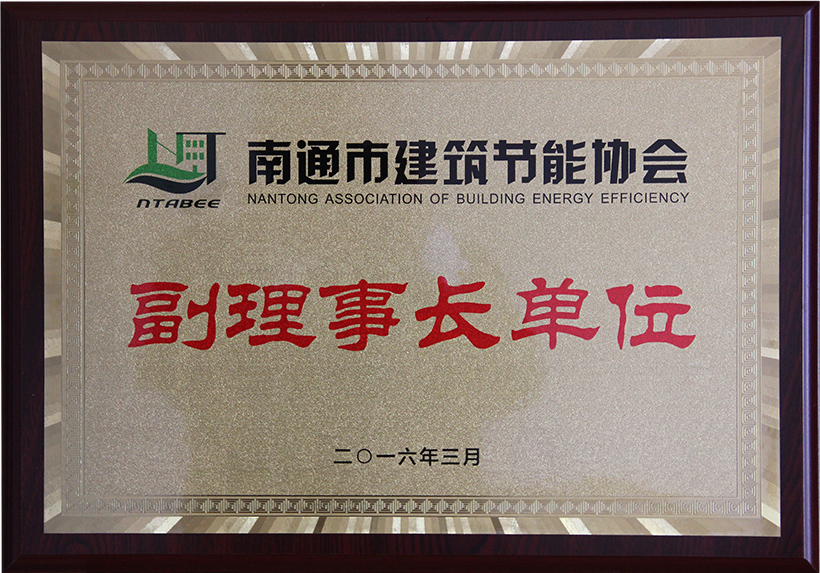 南通市建筑节能协会
NTABEE
NANTONG ASSOCIATION OF BUILDING ENERGY EFFICIENCY
副理事长单位
二〇一六年三月